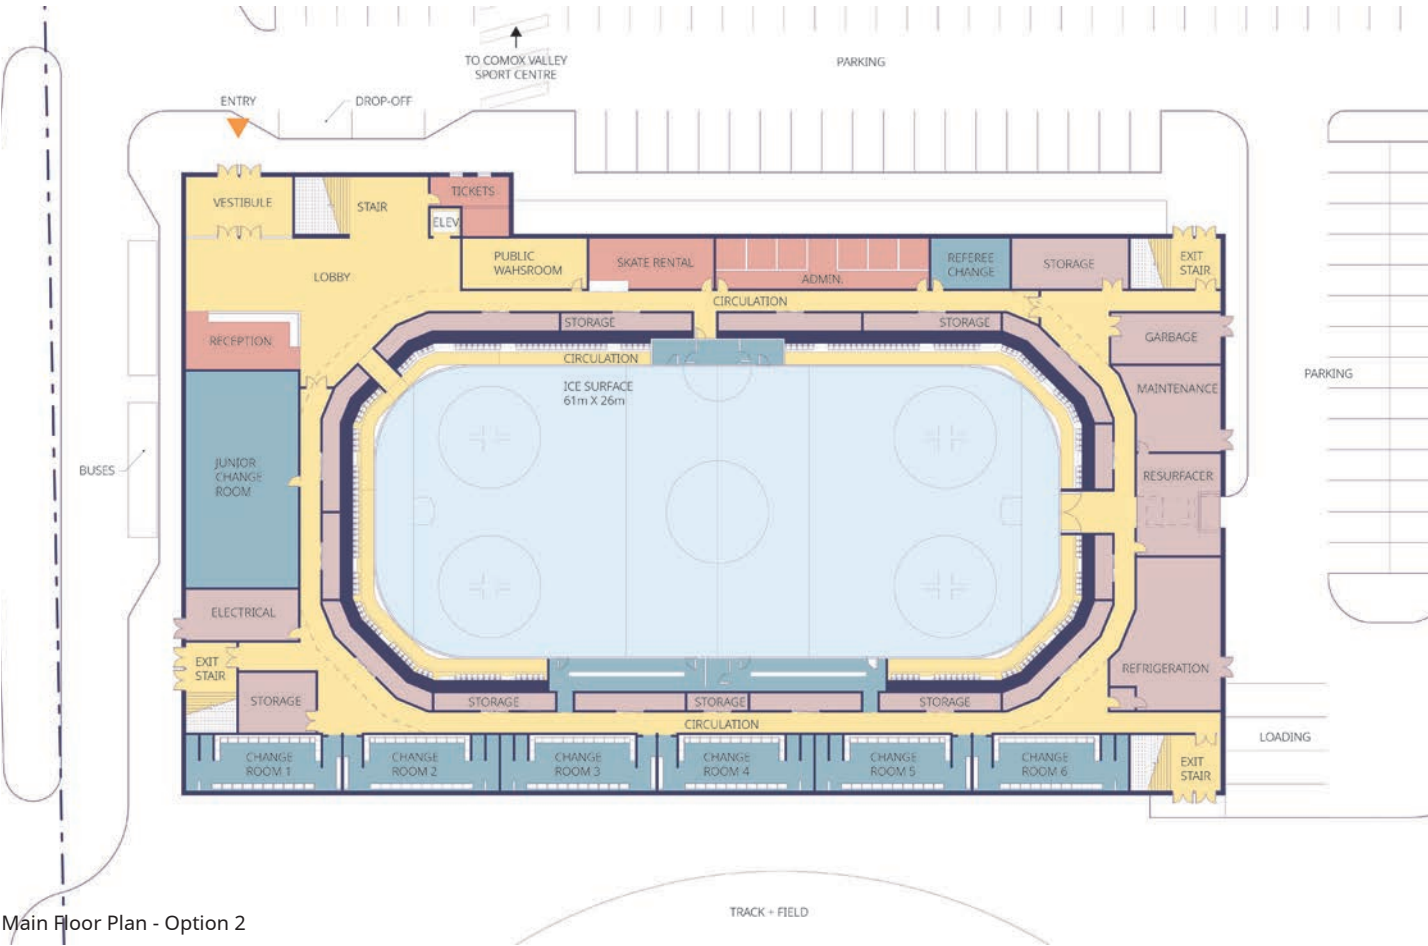 TO COMOX VALLEY
SPORT CENTRE
PARKING
ENTRY
DROP-OFF
VESTIBULE
STAIR
TICKETS
ELEV
LOBBY
PUBLIC
WAHSROOM
SKATE RENTAL
ADMIN.
REFEREE
CHANGE
STORAGE
EXIT
STAIR
CIRCULATION
STORAGE
STORAGE
RECEPTION
GARBAGE
CIRCULATION
ICE SURFACE
61m X 26m
MAINTENANCE
PARKING
BUSES
JUNIOR
CHANGE
ROOM
RESURFACER
ELECTRICAL
EXIT
STAIR
REFRIGERATION
STORAGE
STORAGE
STORAGE
STORAGE
CIRCULATION
LOADING
CHANGE
ROOM 1
CHANGE
ROOM 2
CHANGE
ROOM 3
CHANGE
ROOM 4
CHANGE
ROOM 5
CHANGE
ROOM 6
EXIT
STAIR
TRACK + FIELD
Main Floor Plan - Option 2